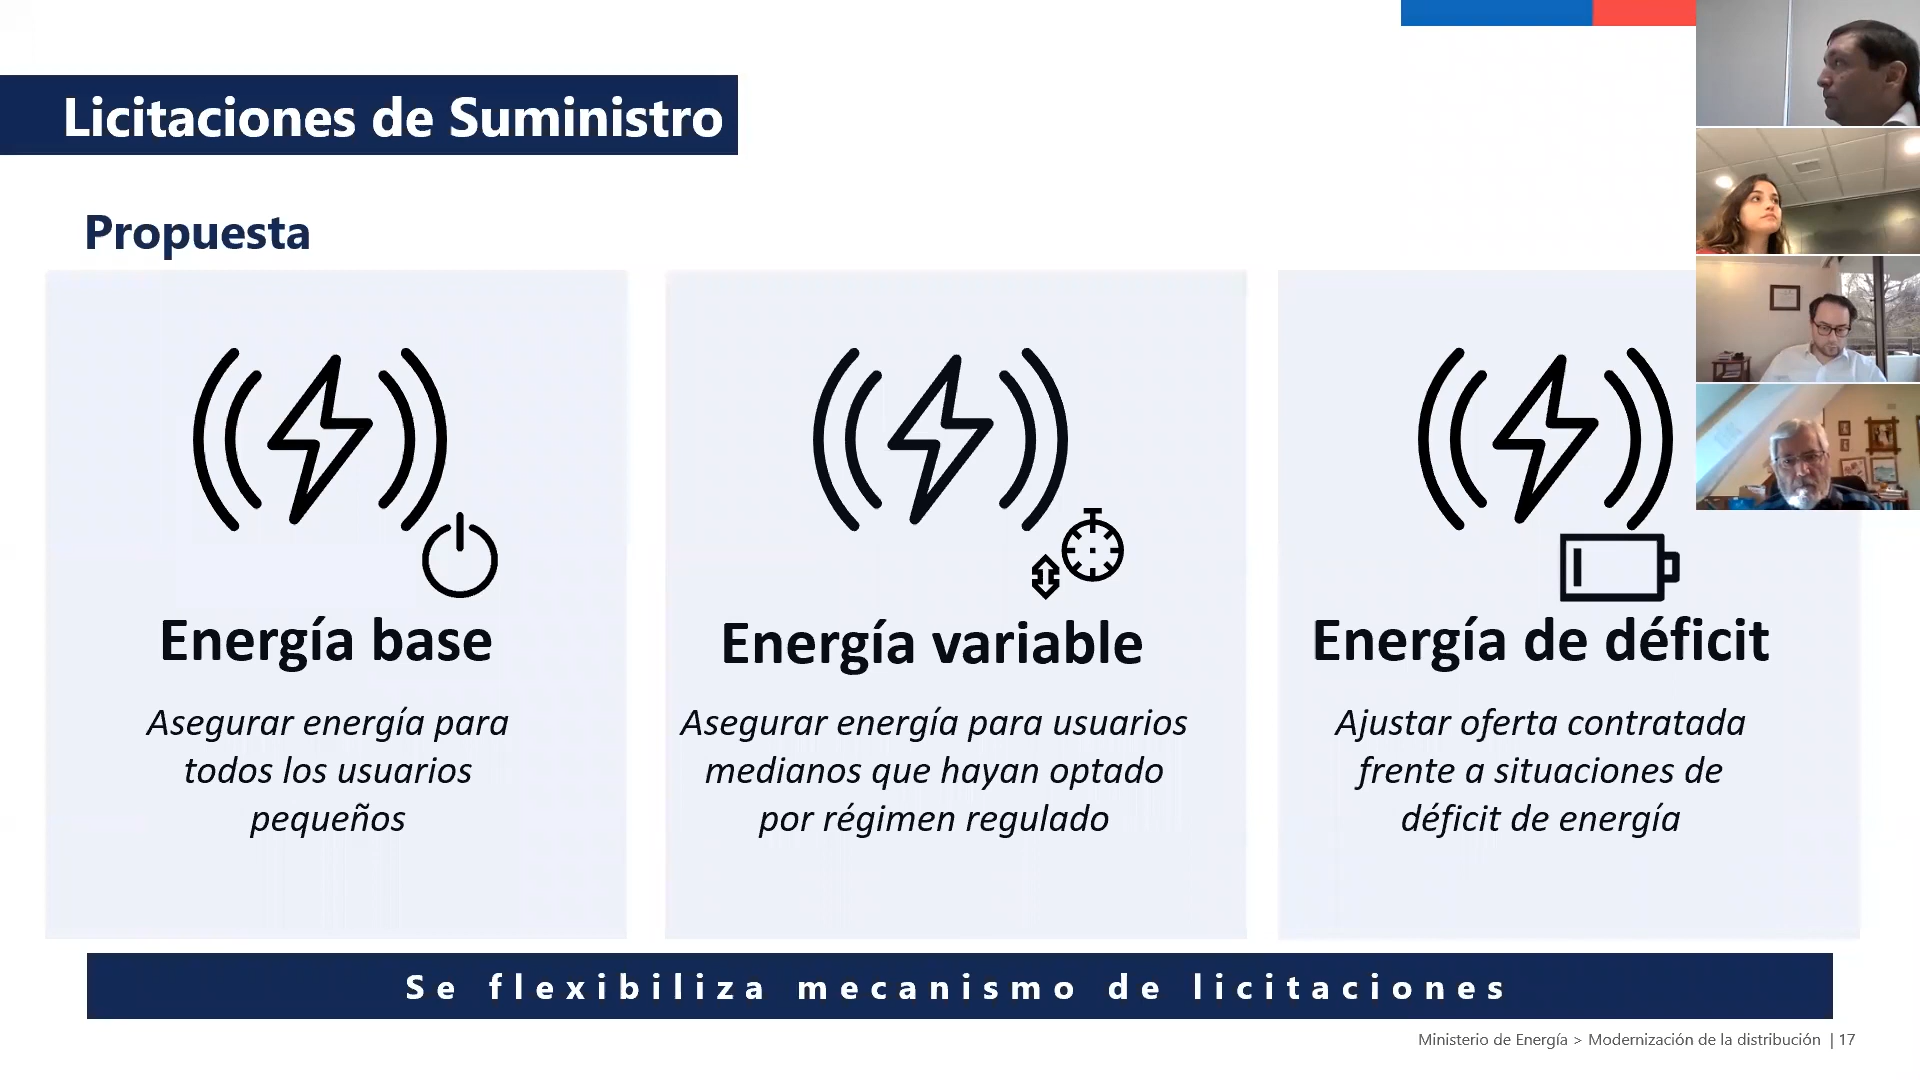 Licitaciones de Suministro
Propuesta
Energía base
Asegurar energía para
todos los usuarios
pequeños
Energía variable
Asegurar energía para usuarios
medianos que hayan optado
por régimen regulado
Energía de déficit
Ajustar oferta contratada
frente a situaciones de
déficit de energía
Se flexibiliza mecanismo de licitaciones
Ministerio de Energía > Modernización de la distribución | 17